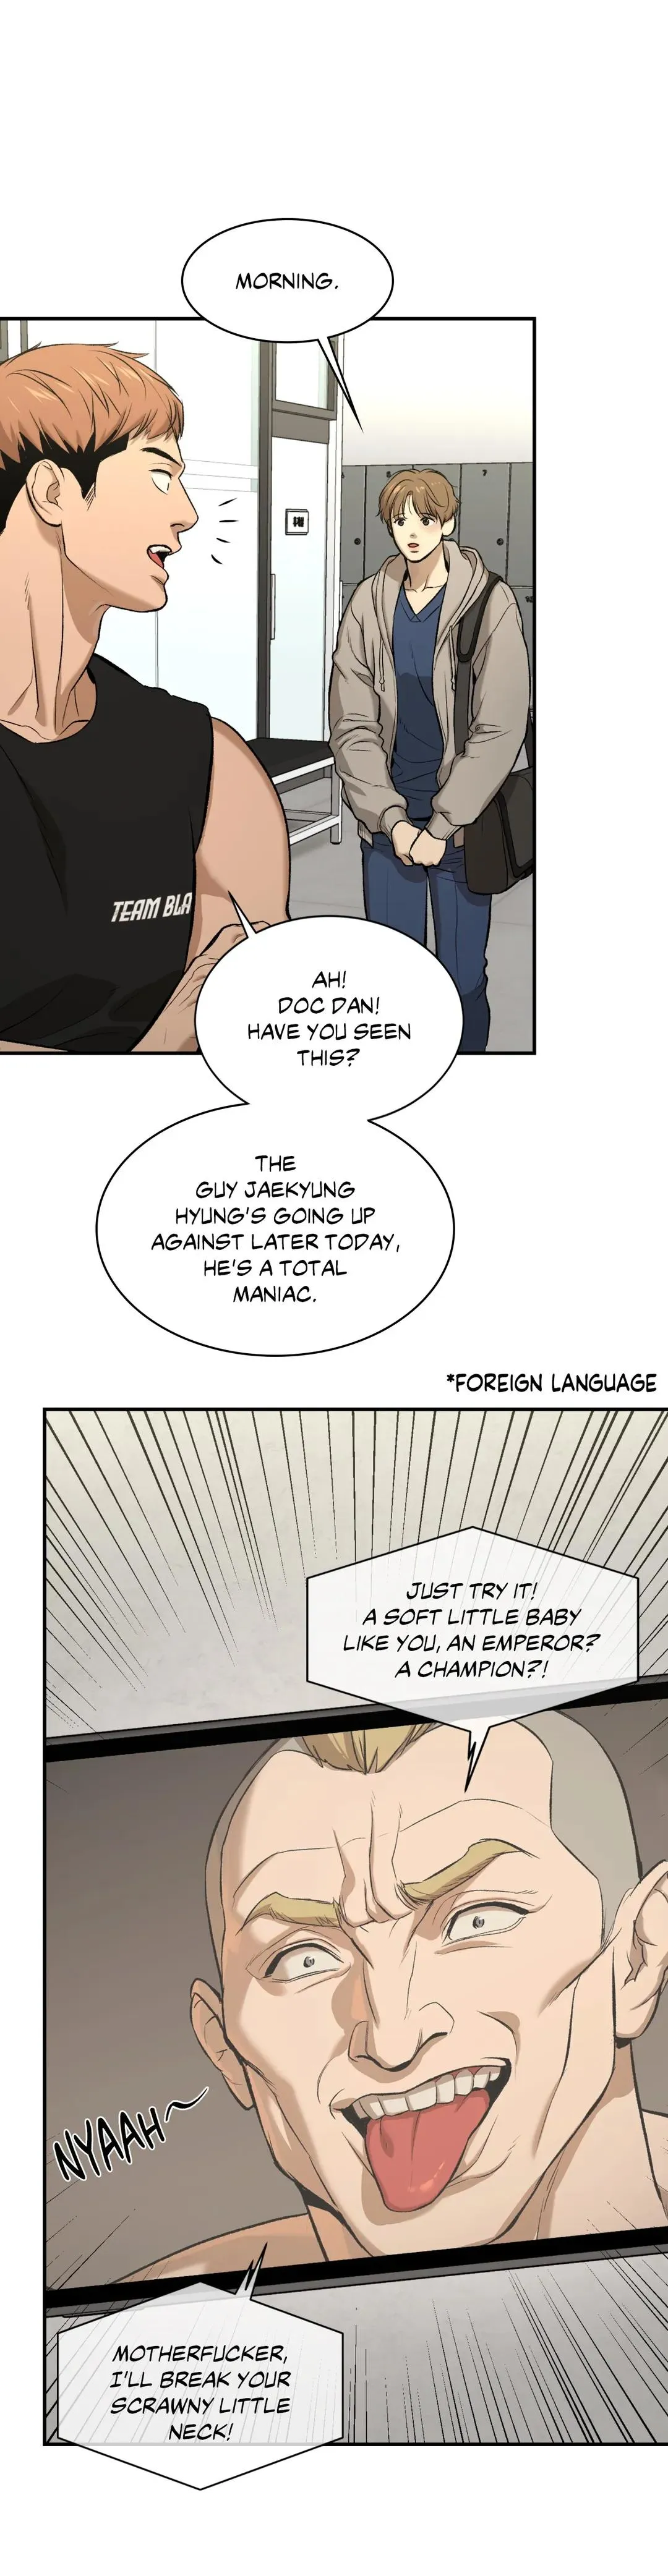 MORNING.
7
TEAM BLA
AH!
DOC DAN!
HAVE YOU SEEN
THIS?
THE
GUY JAEKYUNG
HYUNG'S GOING UP
AGAINST LATER TODAY,
HE'S A TOTAL
MANIAC.
*FOREIGN LANGUAGE
JUST TRY IT!
A SOFT LITTLE BABY
LIKE YOU, AN EMPEROR?
A CHAMPION?!
NYAAH~
MOTHERFUCKER,
I'LL BREAK YOUR
SCRAWNY LITTLE
NECK!